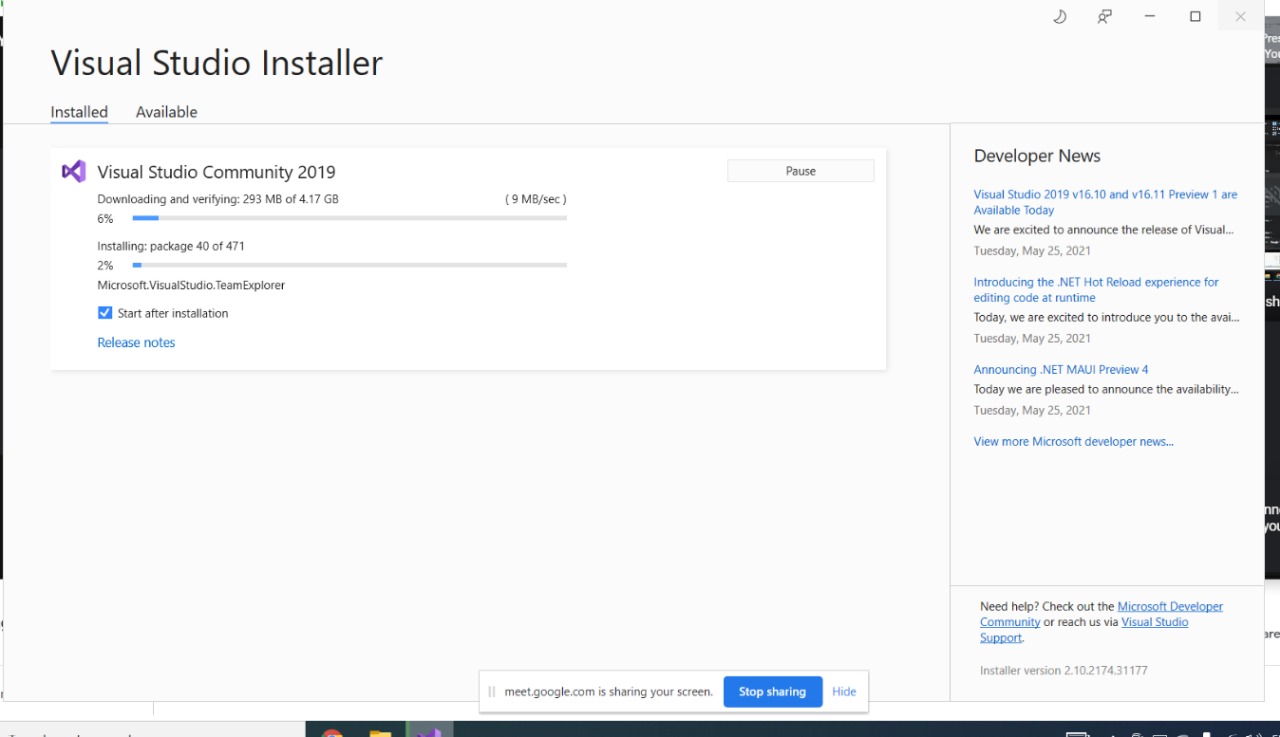 Visual Studio Installer
Installed Available
Visual Studio Community 2019
Pause
Downloading and verifying: 293 MB of 4.17 GB ( 9 MB/sec )
6%
Installing: package 40 of 471
2%
Microsoft.VisualStudio.TeamExplorer
Start after installation
Release notes
Developer News
Visual Studio 2019 v16.10 and v16.11 Preview 1 are
Available Today
We are excited to announce the release of Visual...
Tuesday, May 25, 2021
Introducing the .NET Hot Reload experience for
editing code at runtime
Today, we are excited to introduce you to the avai...
Tuesday, May 25, 2021
Announcing .NET MAUI Preview 4
Today we are pleased to announce the availability...
Tuesday, May 25, 2021
View more Microsoft developer news...
Need help? Check out the Microsoft Developer
Community or reach us via Visual Studio
Support.
Installer version 2.10.2174.31177
meet.google.com is sharing your screen. Stop sharing Hide